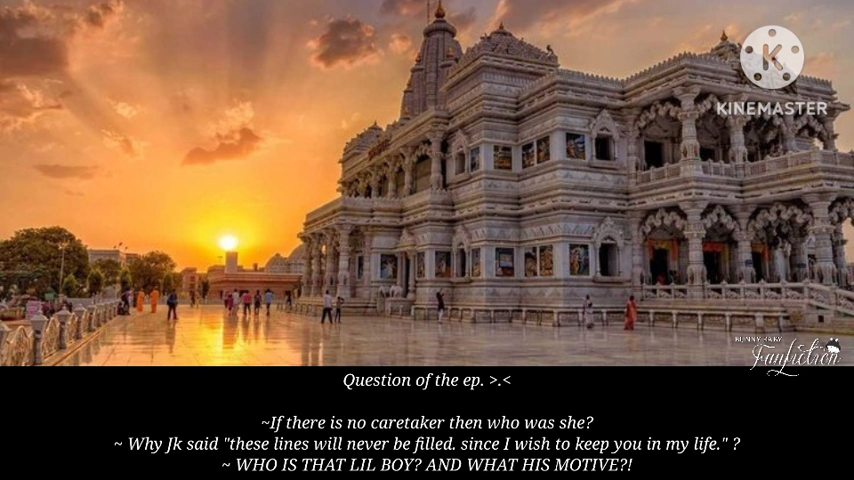 K
KINEMASTER
Fanfiction
Question of the ep. >.<
~If there is no caretaker then who was she?
~ Why Jk said "these lines will never be filled. since I wish to keep you in my life." ?
~ WHO IS THAT LIL BOY? AND WHAT HIS MOTIVE?!